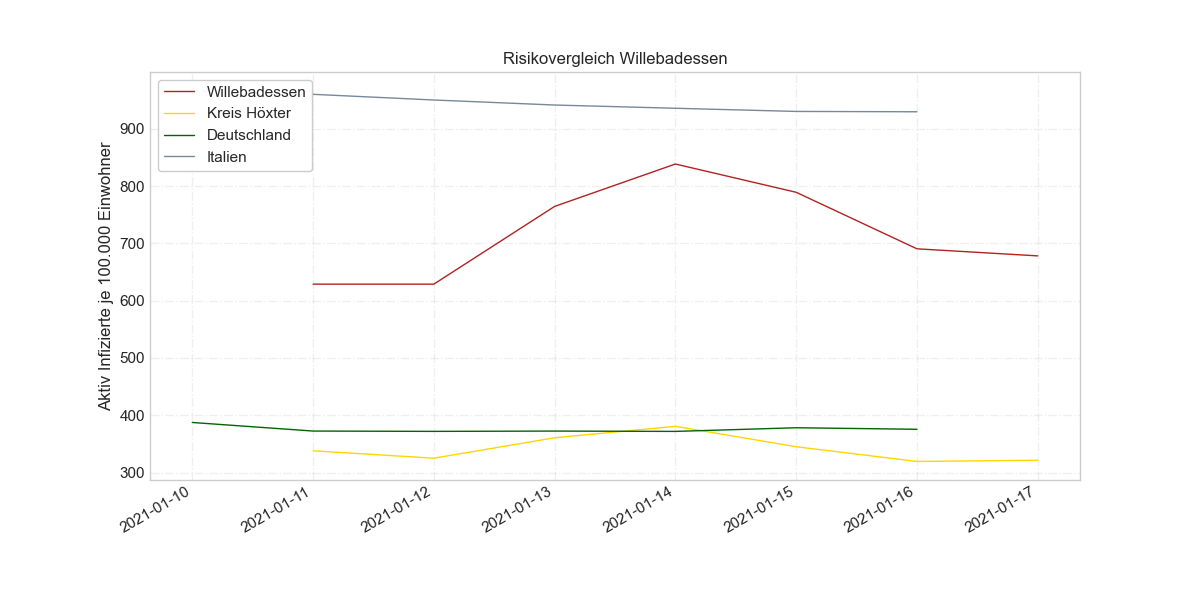 Risikovergleich Willebadessen
Willebadessen
Kreis Höxter
Deutschland
Italien
Aktiv Infizierte je 100.000 Einwohner
900
800
700
600
500
400
300
2021-01-10
2021-01-11
2021-01-12
2021-01-13
2021-01-14
2021-01-15
2021-01-16
2021-01-17